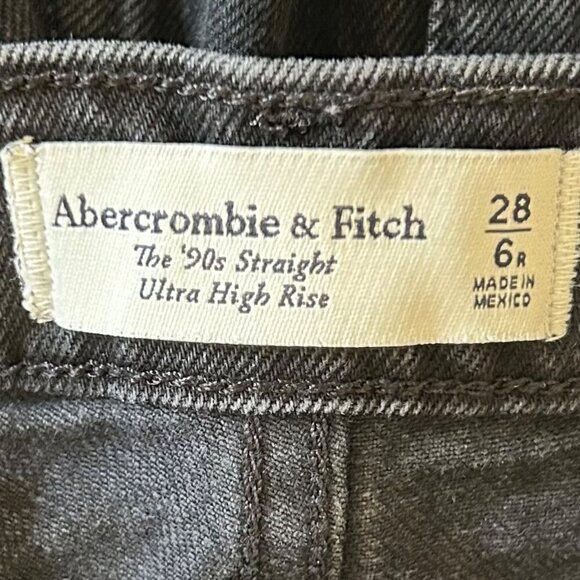 Abercrombie & Fitch
The '90s Straight
Ultra High Rise
28
6R
MADE IN
MEXICO